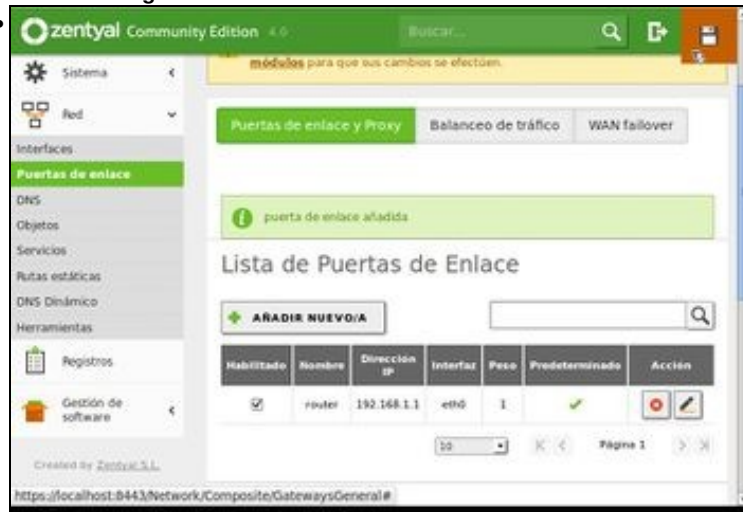 zentyal Community Edition 4.0
Buscar...
Sistema
módulos para que sus cambios se efectúen.
Red
Puertas de enlace y Proxy Balanceo de tráfico WAN failover
Interfaces
Puertas de enlace
DNS
puerta de enlace añadida
Objetos
Servicios
Lista de Puertas de Enlace
Rutas estáticas
DNS Dinámico
AÑADIR NUEVO/A
Herramientas
Registros
Habilitado Nombre Dirección IP Interfaz Peso Predeterminado Acción
router 192.168.1.1 eth0 1
Gestión de software
10 Página 1
Created by Zentyal S.L.
https://localhost:8443/Network/Composite/GatewaysGeneral#